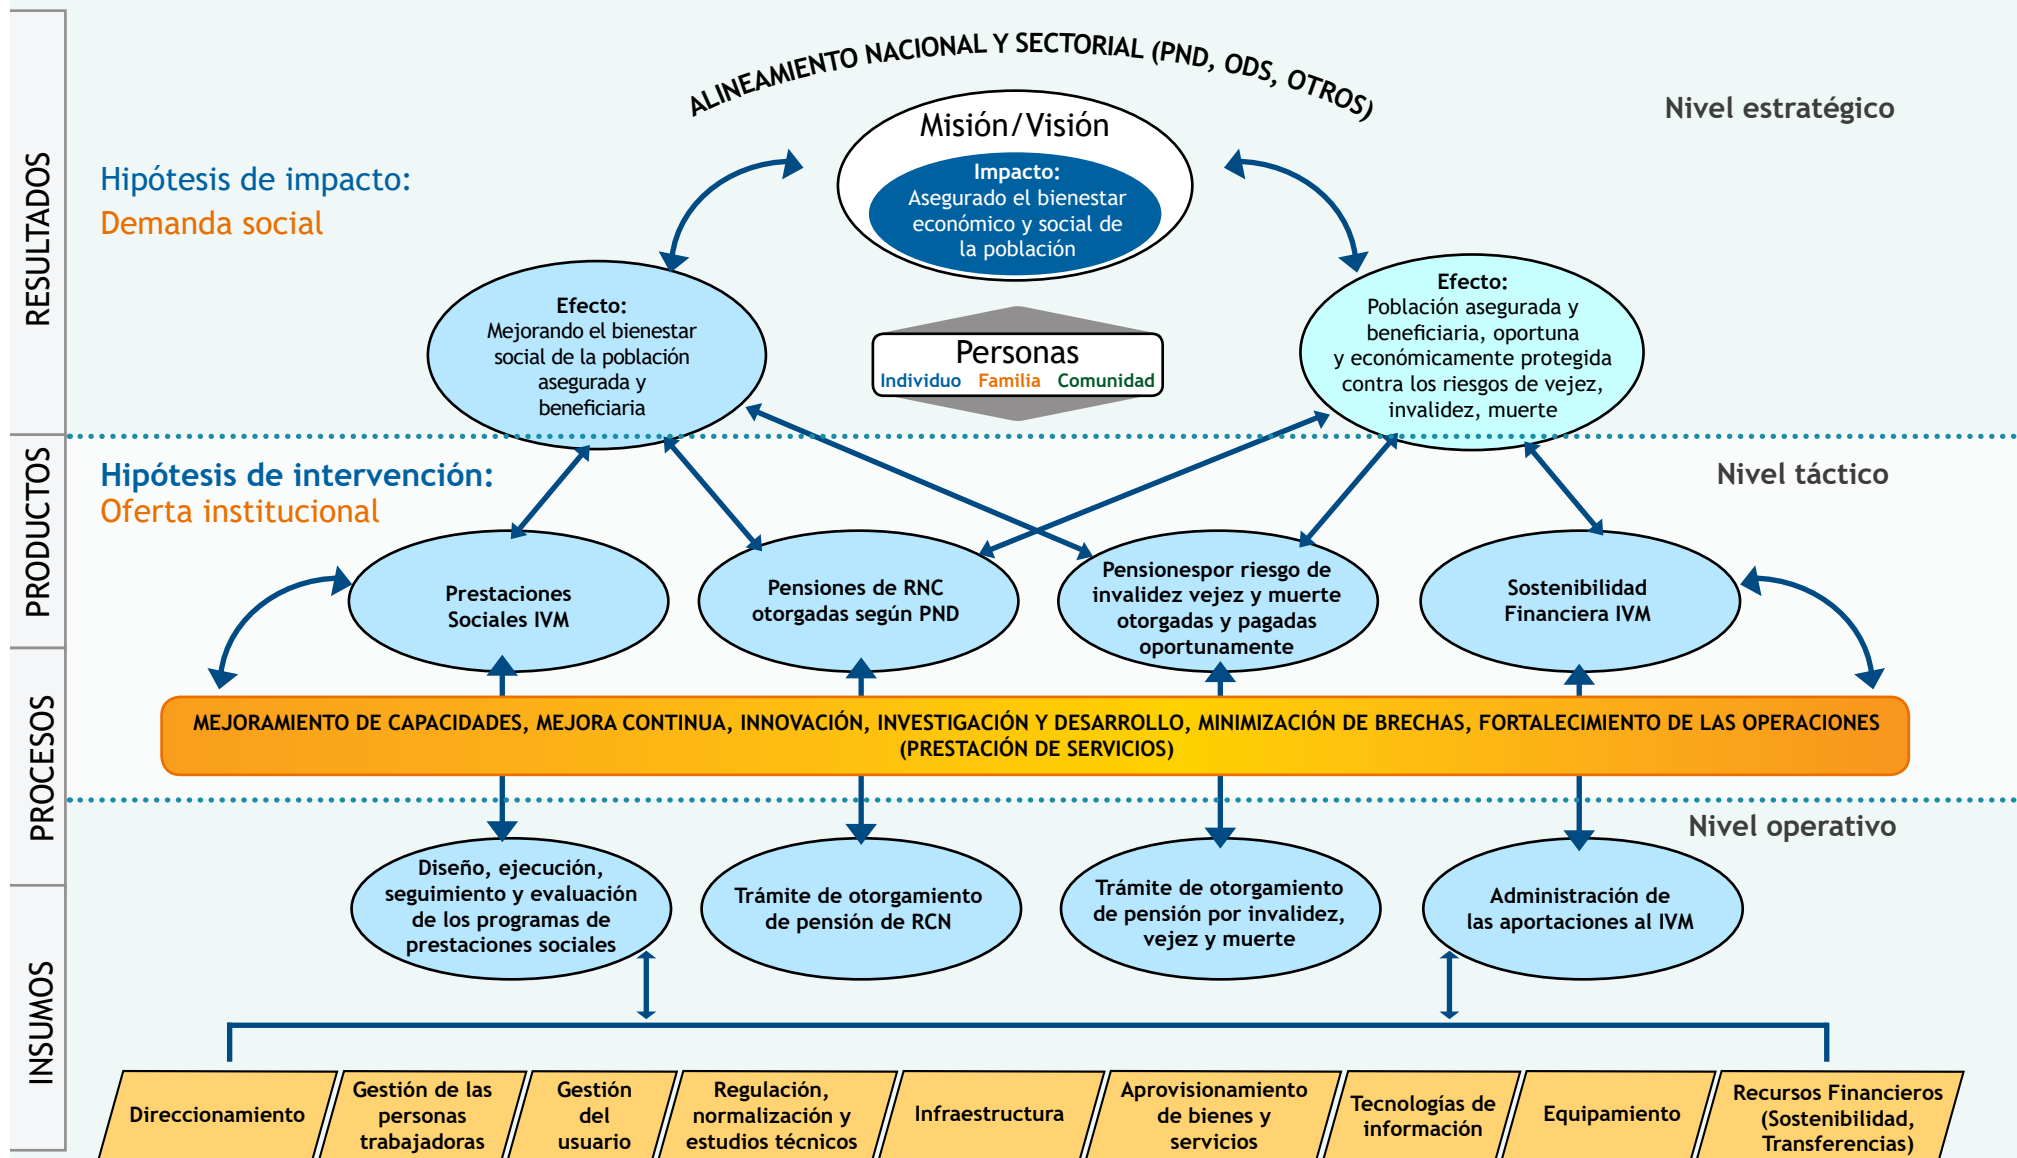 ALINEAMIENTO NACIONAL Y SECTORIAL (PND, ODS, OTROS)
Nivel estratégico
RESULTADOS
Hipótesis de impacto:
Demanda social
Misión/Visión
Impacto:
Asegurado el bienestar
económico y social de
la población
Efecto:
Mejorando el bienestar
social de la población
asegurada y
beneficiaria
Personas
Individuo Familia Comunidad
Efecto:
Población asegurada y
beneficiaria, oportuna
y económicamente protegida
contra los riesgos de vejez,
invalidez, muerte
PRODUCTOS
Hipótesis de intervención:
Oferta institucional
Nivel táctico
Prestaciones
Sociales IVM
Pensiones de RNC
otorgadas según PND
Pensionespor riesgo de
invalidez vejez y muerte
otorgadas y pagadas
oportunamente
Sostenibilidad
Financiera IVM
PROCESOS
MEJORAMIENTO DE CAPACIDADES, MEJORA CONTINUA, INNOVACIÓN, INVESTIGACIÓN Y DESARROLLO, MINIMIZACIÓN DE BRECHAS, FORTALECIMIENTO DE LAS OPERACIONES
(PRESTACIÓN DE SERVICIOS)
Nivel operativo
Diseño, ejecución,
seguimiento y evaluación
de los programas de
prestaciones sociales
Trámite de otorgamiento
de pensión de RCN
Trámite de otorgamiento
de pensión por invalidez,
vejez y muerte
Administración de
las aportaciones al IVM
INSUMOS
Direccionamiento
Gestión de las
personas
trabajadoras
Gestión
del
usuario
Regulación,
normalización y
estudios técnicos
Infraestructura
Aprovisionamiento
de bienes y
servicios
Tecnologías de
información
Equipamiento
Recursos Financieros
(Sostenibilidad,
Transferencias)